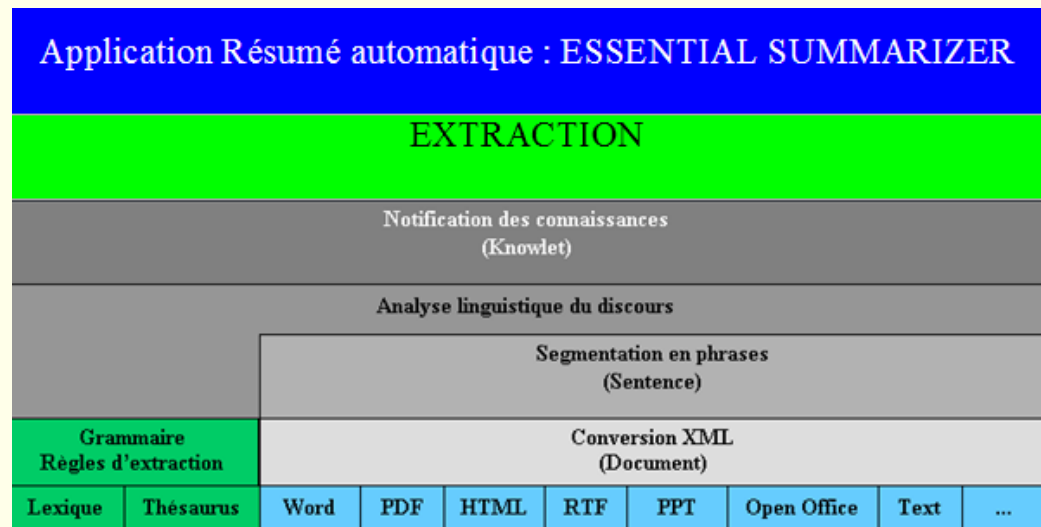 Application Résumé automatique : ESSENTIAL SUMMARIZER
EXTRACTION
Notification des connaissances
(Knowlet)
Analyse linguistique du discours
Segmentation en phrases
(Sentence)
Grammaire
Règles d'extraction
Conversion XML
(Document)
Lexique Thésaurus Word PDF HTML RTF PPT Open Office Text ...